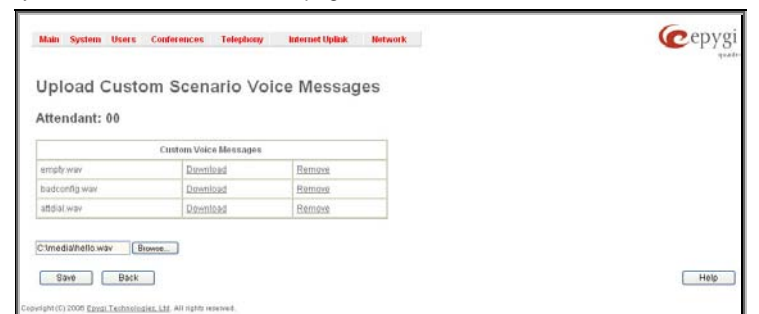 Main System Users Conferences Telephony Internet Uplink Network
epygi
Upload Custom Scenario Voice Messages
Attendant: 00
Custom Voice Messages
empty.wav Download Remove
badconfig.wav Download Remove
attdial.wav Download Remove
C:\media\hello.wav Browse...
Save Back Help
Copyright (C) 2008 Epygi Technologies, Ltd. All rights reserved.